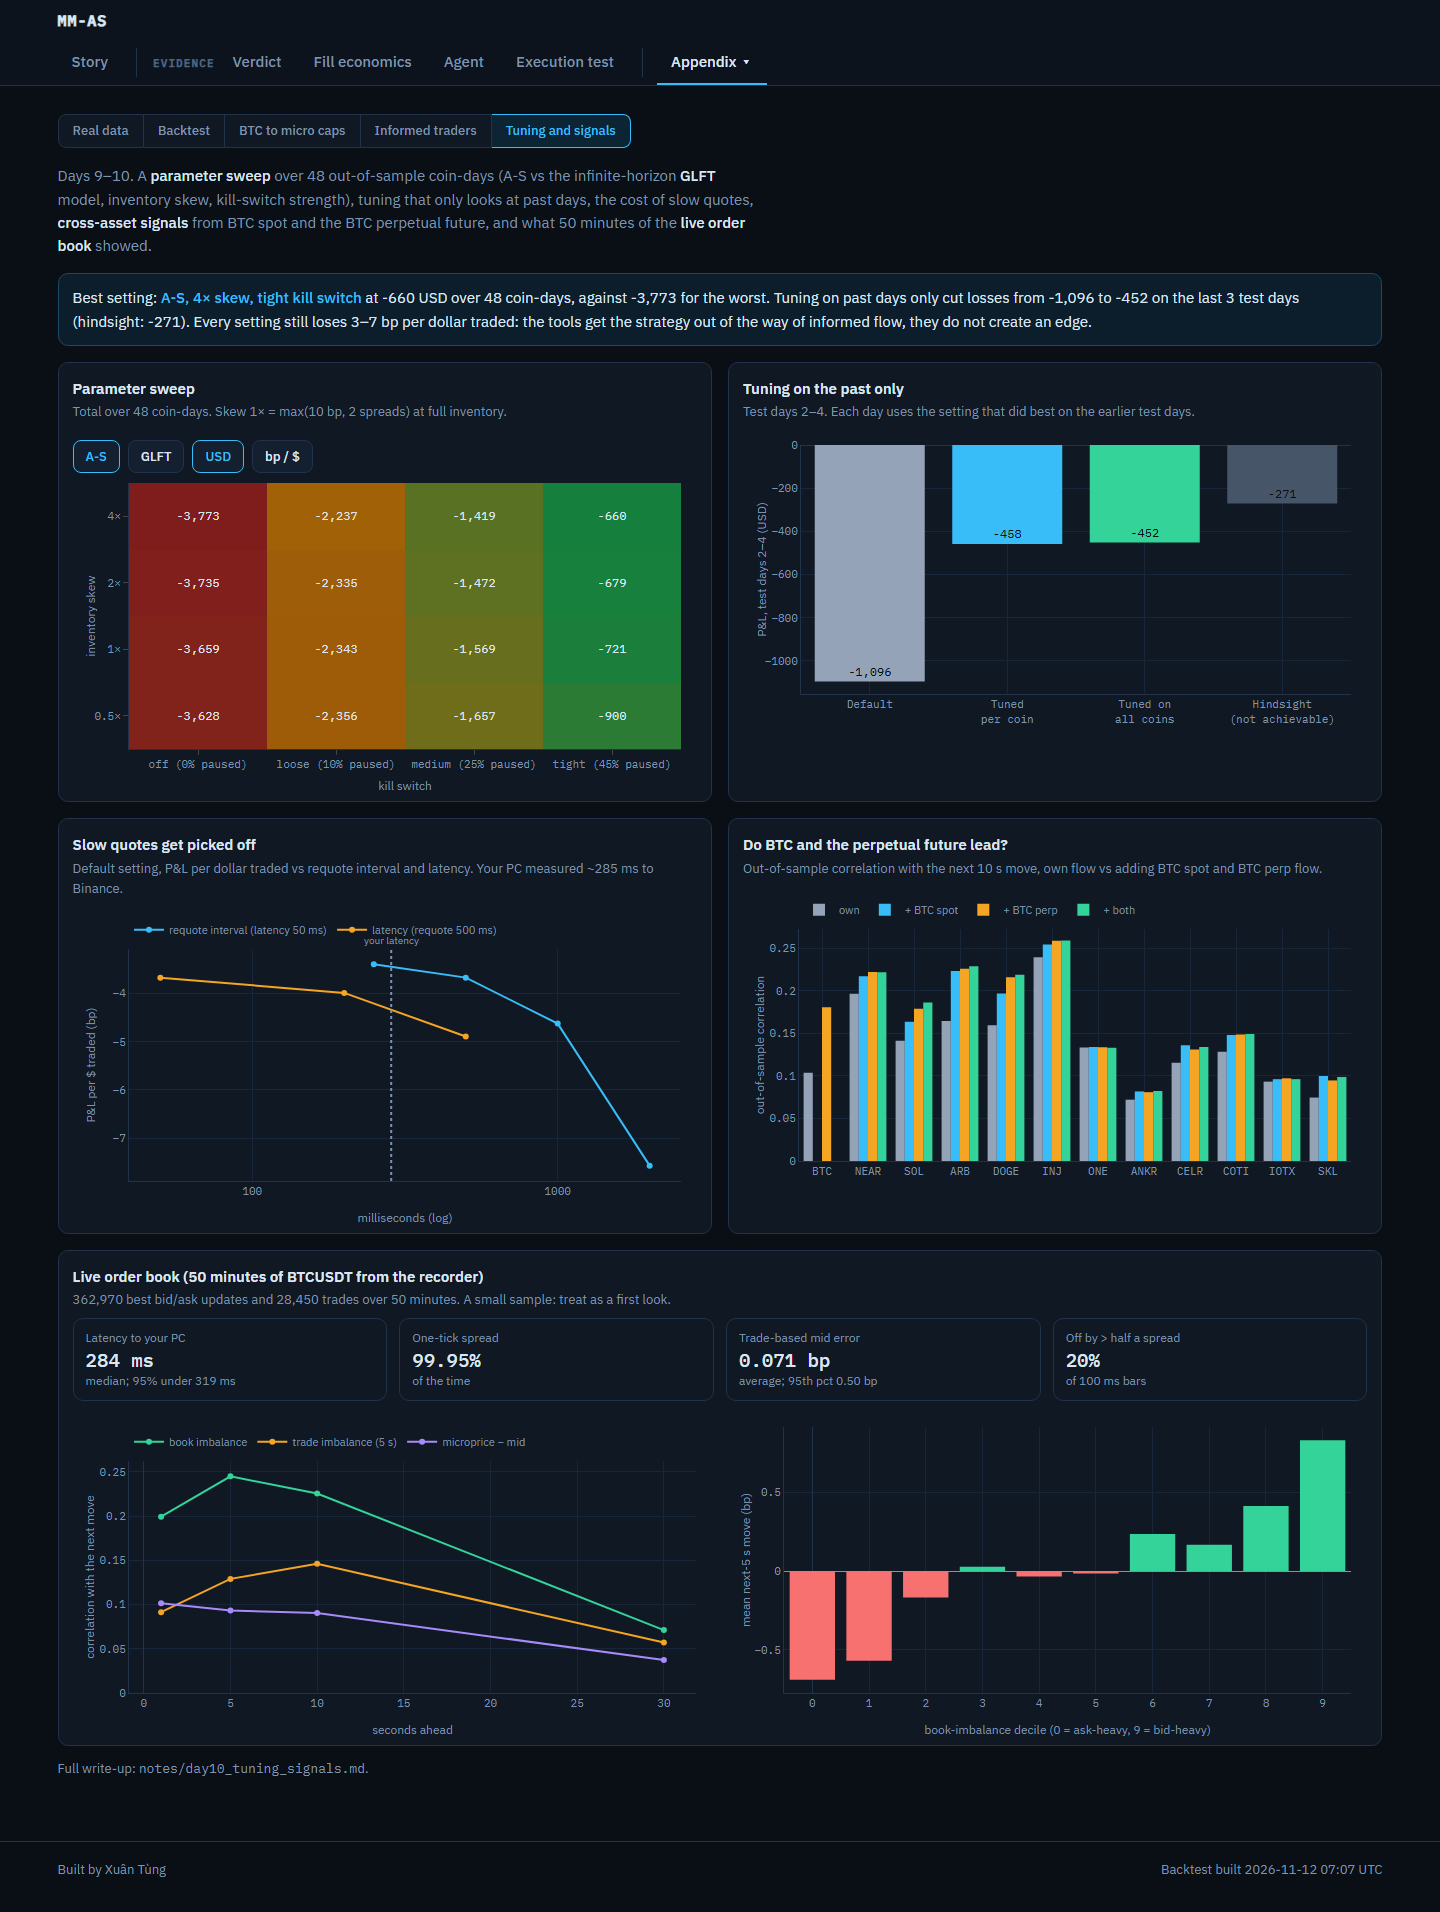 MM-AS
Story
EVIDENCE
Verdict
Fill economics
Agent
Execution test
Appendix ▾
Real data
Backtest
BTC to micro caps
Informed traders
Tuning and signals
Days 9–10. A parameter sweep over 48 out-of-sample coin-days (A-S vs the infinite-horizon GLFT
model, inventory skew, kill-switch strength), tuning that only looks at past days, the cost of slow quotes,
cross-asset signals from BTC spot and the BTC perpetual future, and what 50 minutes of the live order
book showed.
Best setting: A-S, 4× skew, tight kill switch at -660 USD over 48 coin-days, against -3,773 for the worst. Tuning on past days only cut losses from -1,096 to -452 on the last 3 test days
(hindsight: -271). Every setting still loses 3–7 bp per dollar traded: the tools get the strategy out of the way of informed flow, they do not create an edge.
Parameter sweep
Total over 48 coin-days. Skew 1× = max(10 bp, 2 spreads) at full inventory.
A-S
GLFT
USD
bp / $
inventory skew
4×
-3,773
-2,237
-1,419
-660
2×
-3,735
-2,335
-1,472
-679
1×
-3,659
-2,343
-1,569
-721
0.5×
-3,628
-2,356
-1,657
-900
off (0% paused)
loose (10% paused)
medium (25% paused)
tight (45% paused)
kill switch
Tuning on the past only
Test days 2–4. Each day uses the setting that did best on the earlier test days.
P&L, test days 2–4 (USD)
0
−200
−400
−600
−800
−1000
-1,096
-458
-452
-271
Default
Tuned
per coin
Tuned on
all coins
Hindsight
(not achievable)
Slow quotes get picked off
Default setting, P&L per dollar traded vs requote interval and latency. Your PC measured ~285 ms to
Binance.
requote interval (latency 50 ms)
latency (requote 500 ms)
your latency
P&L per $ traded (bp)
−4
−5
−6
−7
100
1000
milliseconds (log)
Do BTC and the perpetual future lead?
Out-of-sample correlation with the next 10 s move, own flow vs adding BTC spot and BTC perp flow.
own
+ BTC spot
+ BTC perp
+ both
out-of-sample correlation
0.25
0.2
0.15
0.1
0.05
0
BTC
NEAR
SOL
ARB
DOGE
INJ
ONE
ANKR
CELR
COTI
IOTX
SKL
Live order book (50 minutes of BTCUSDT from the recorder)
362,970 best bid/ask updates and 28,450 trades over 50 minutes. A small sample: treat as a first look.
Latency to your PC
284 ms
median; 95% under 319 ms
One-tick spread
99.95%
of the time
Trade-based mid error
0.071 bp
average; 95th pct 0.50 bp
Off by > half a spread
20%
of 100 ms bars
book imbalance
trade imbalance (5 s)
microprice − mid
correlation with the next move
0.25
0.2
0.15
0.1
0.05
0
0
5
10
15
20
25
30
seconds ahead
mean next-5 s move (bp)
0.5
0
−0.5
0
1
2
3
4
5
6
7
8
9
book-imbalance decile (0 = ask-heavy, 9 = bid-heavy)
Full write-up: notes/day10_tuning_signals.md.
Built by Xuân Tùng
Backtest built 2026-11-12 07:07 UTC